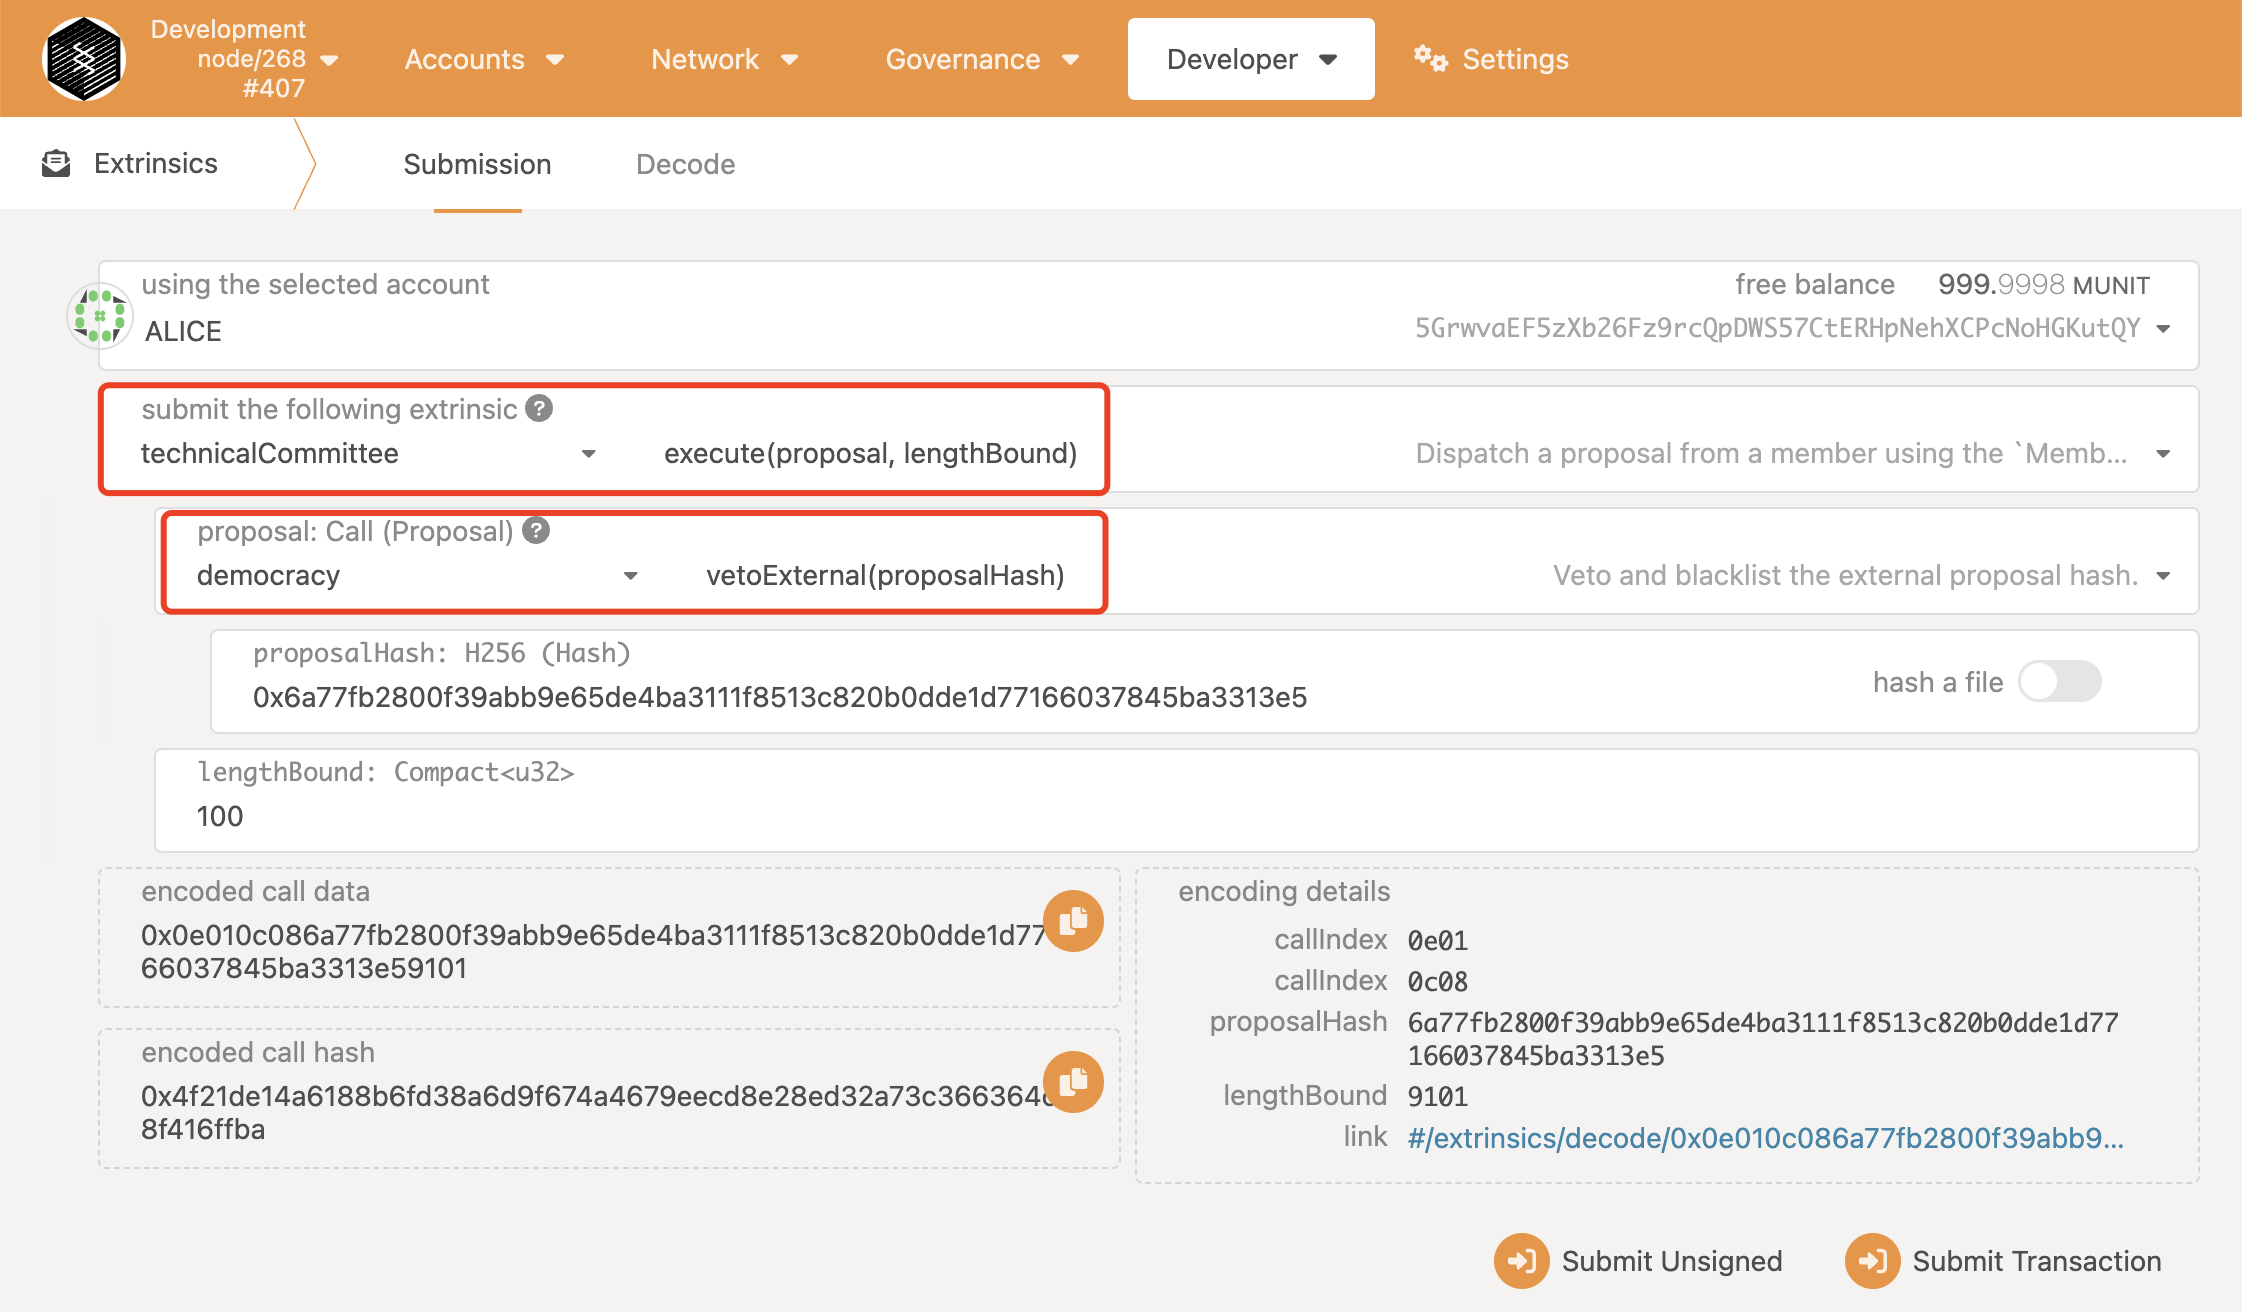 Development
node/268
#407
Accounts
Network
Governance
Developer
Settings
Extrinsics
Submission
Decode
using the selected account
ALICE
free balance 999.9998 MUNIT
5GrwvaEF5zXb26Fz9rcQpDWS57CtERHpNehXCPcNoHGKutQY
submit the following extrinsic ?
technicalCommittee
execute(proposal, lengthBound)
Dispatch a proposal from a member using the `Memb...
proposal: Call (Proposal) ?
democracy
vetoExternal(proposalHash)
Veto and blacklist the external proposal hash.
proposalHash: H256 (Hash)
0x6a77fb2800f39abb9e65de4ba3111f8513c820b0dde1d77166037845ba3313e5
hash a file
lengthBound: Compact<u32>
100
encoded call data
0x0e010c086a77fb2800f39abb9e65de4ba3111f8513c820b0dde1d77
66037845ba3313e59101
encoded call hash
0x4f21de14a6188b6fd38a6d9f674a4679eecd8e28ed32a73c366364
8f416ffba
encoding details
callIndex 0e01
callIndex 0c08
proposalHash 6a77fb2800f39abb9e65de4ba3111f8513c820b0dde1d77
166037845ba3313e5
lengthBound 9101
link #/extrinsics/decode/0x0e010c086a77fb2800f39abb9...
Submit Unsigned
Submit Transaction